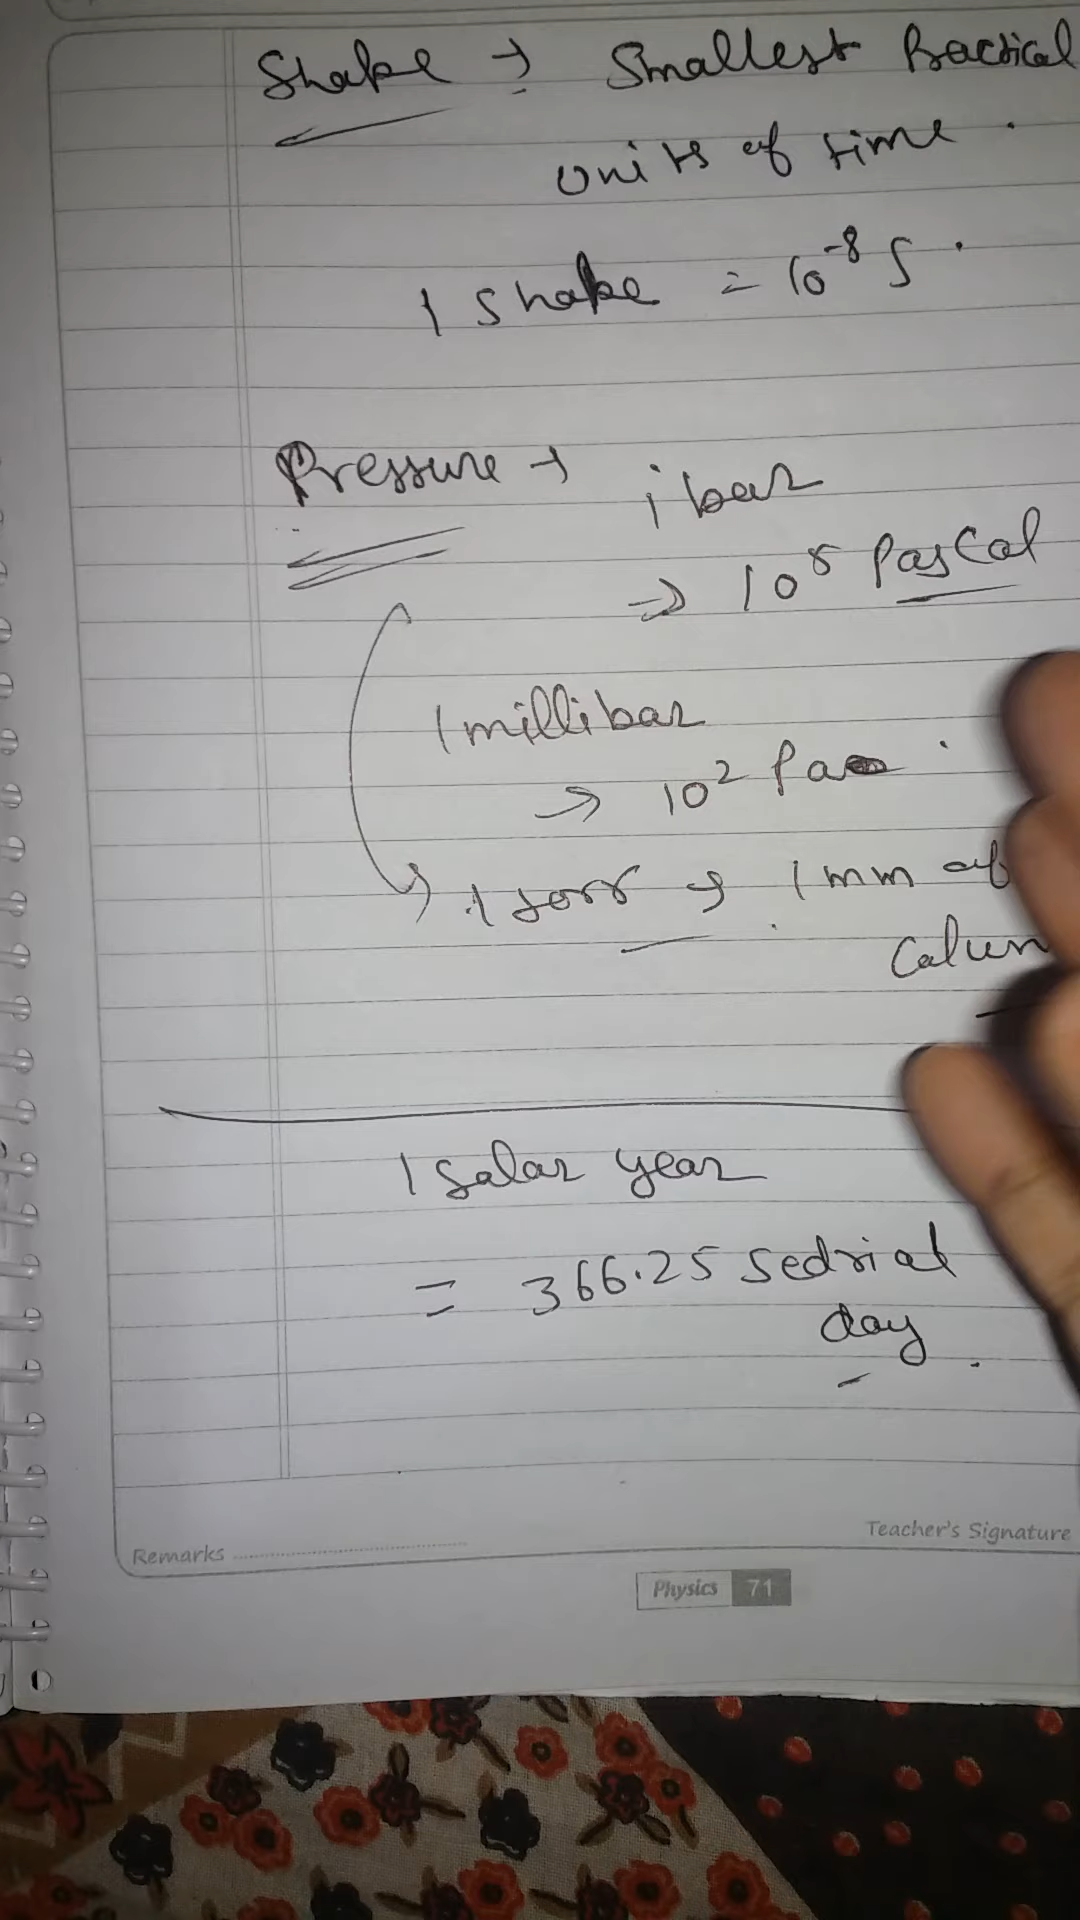 Shake → Smallest Practical
units of time.
1 shake = 10⁻⁸ s.
Pressure → 1 bar
⇒ 10⁵ Pascal
1 millibar
→ 10² Pa
1 torr → 1 mm of
Colum
1 Solar year
= 366.25 Sedrial
day.
Teacher's Signature
Remarks
Physics 71